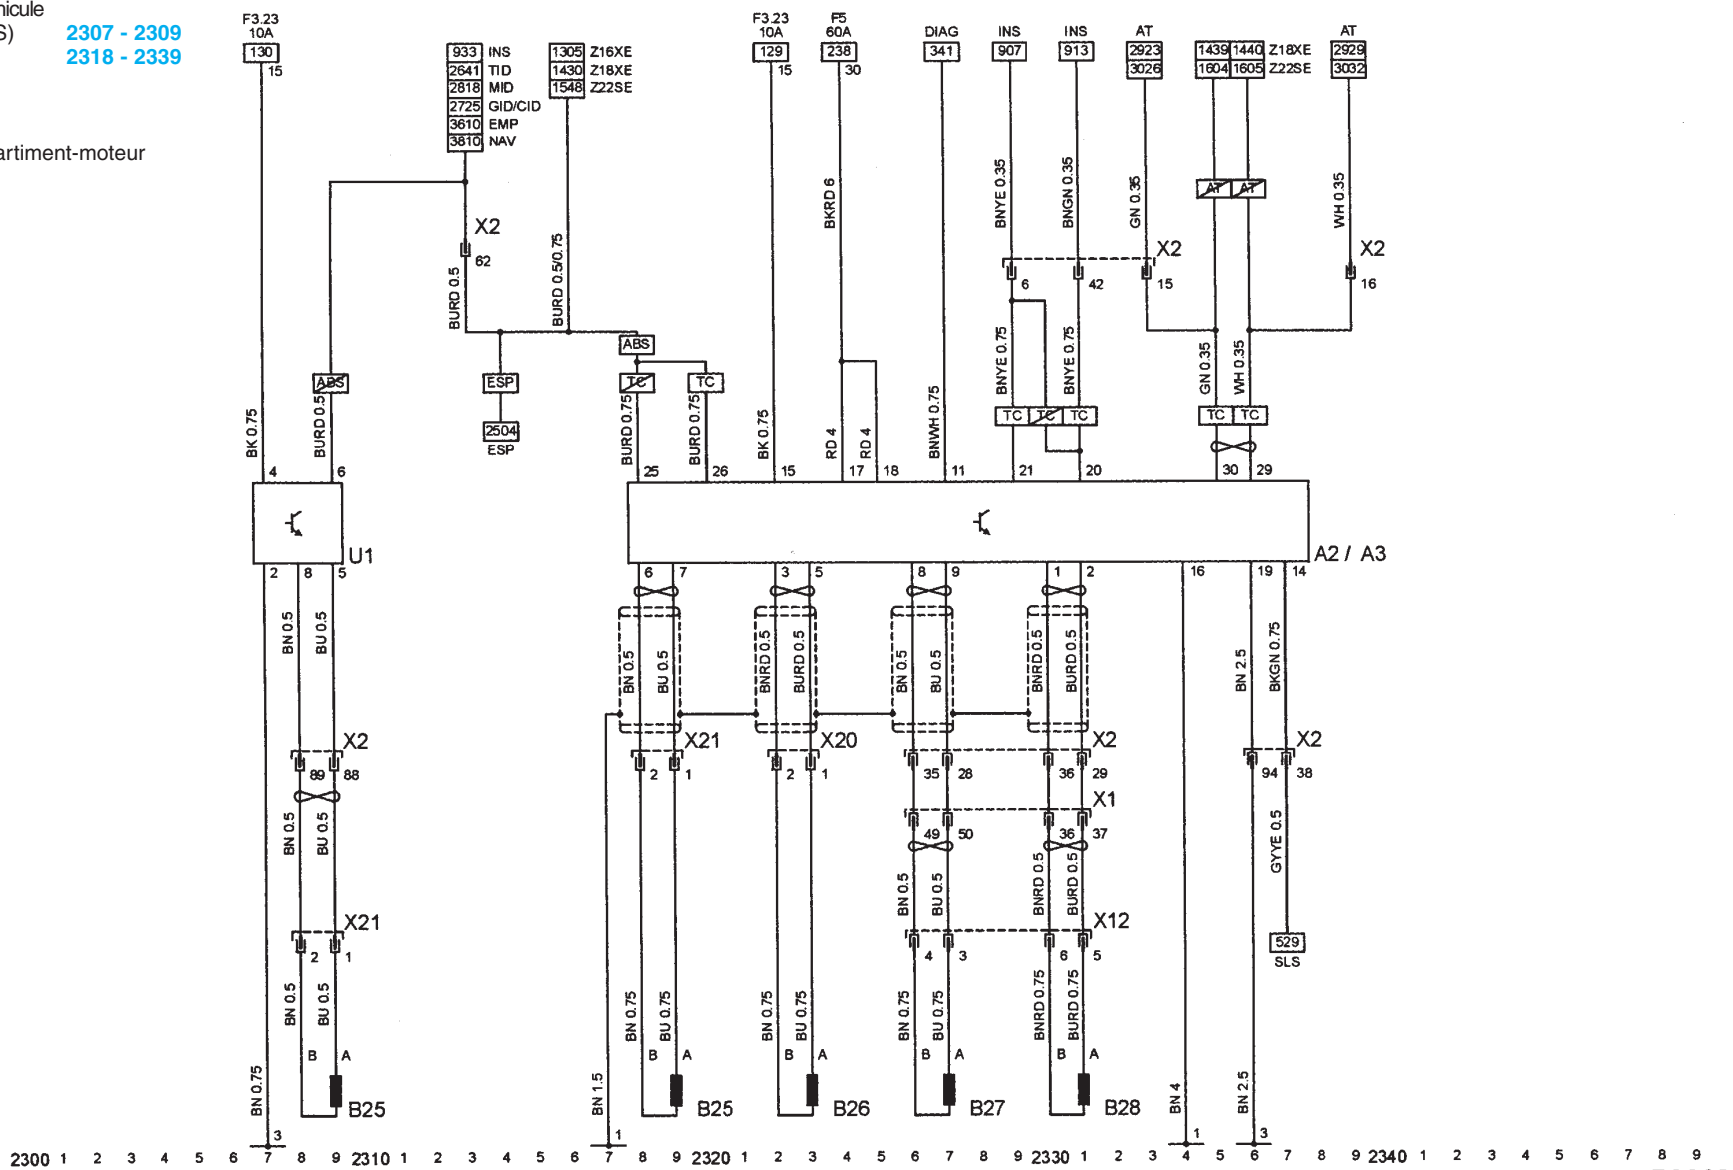 nicule
S) 2307 - 2309
2318 - 2339
artiment-moteur
F3.23 F3.23 F5
10A 10A 60A DIAG INS INS AT AT
130 933 INS 1305 Z16XE 129 238 341 907 913 2923 1439 1440 Z18XE 2929
15 2641 TID 1430 Z18XE 15 30 3026 1604 1605 Z22SE 3032
2818 MID 1548 Z22SE
2725 GID/CID
3610 EMP
3810 NAV
BKRD 6 BNYE 0.35 BNGN 0.35 GN 0.35 AT AT WH 0.35
X2 X2 X2
62 6 42 15 16
BURD 0.5 BURD 0.5/0.75
ABS
BNYE 0.75 BNYE 0.75 GN 0.35 WH 0.35
ABS ESP TC TC
TC TC TC TC TC
2504
ESP
BK 0.75 BURD 0.5 BURD 0.75 BURD 0.75 BK 0.75 RD 4 RD 4 BNWH 0.75
4 6 25 26 15 17 18 11 21 20 30 29
U1 A2 / A3
2 8 5 6 7 3 5 8 9 1 2 16 19 14
BN 0.5 BU 0.5 BN 0.5 BU 0.5 BNRD 0.5 BURD 0.5 BN 0.5 BU 0.5 BNRD 0.5 BURD 0.5 BN 2.5 BKGN 0.75
X2 X21 X20 X2 X2
89 88 2 1 2 1 35 28 36 29 94 38
X1
49 50 36 37
BN 0.5 BU 0.5 BN 0.5 BU 0.5 BNRD 0.5 BURD 0.5 GYYE 0.5
X21 X12
2 1 4 3 6 5 529
SLS
BN 0.5 BU 0.5 BN 0.75 BU 0.75 BN 0.75 BU 0.75 BN 0.75 BU 0.75 BNRD 0.75 BURD 0.75
B A B A B A B A B A
BN 0.75 BN 1.5 BN 4 BN 2.5
B25 B25 B26 B27 B28
3 1 1 3
2300 1 2 3 4 5 6 7 8 9 2310 1 2 3 4 5 6 7 8 9 2320 1 2 3 4 5 6 7 8 9 2330 1 2 3 4 5 6 7 8 9 2340 1 2 3 4 5 6 7 8 9